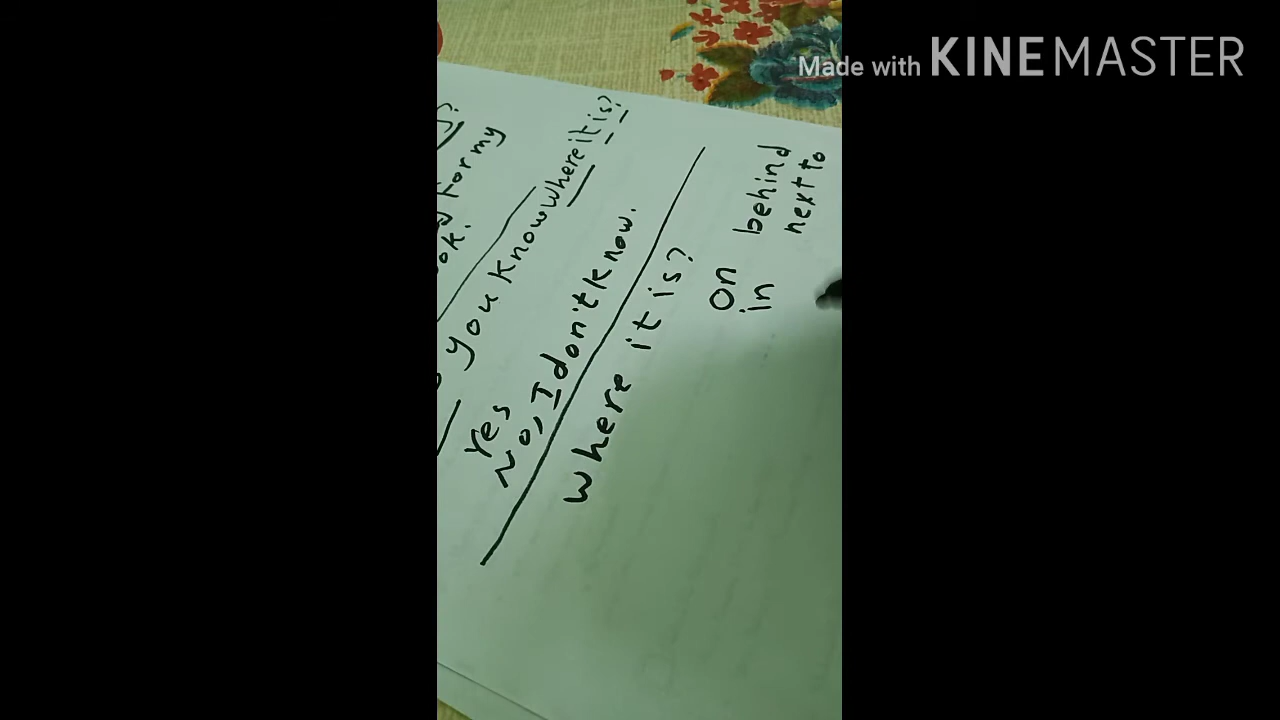 Made with KINEMASTER
for my
you know where it is?
Yes
No, I don't know.
where it is?
on behind
in next to